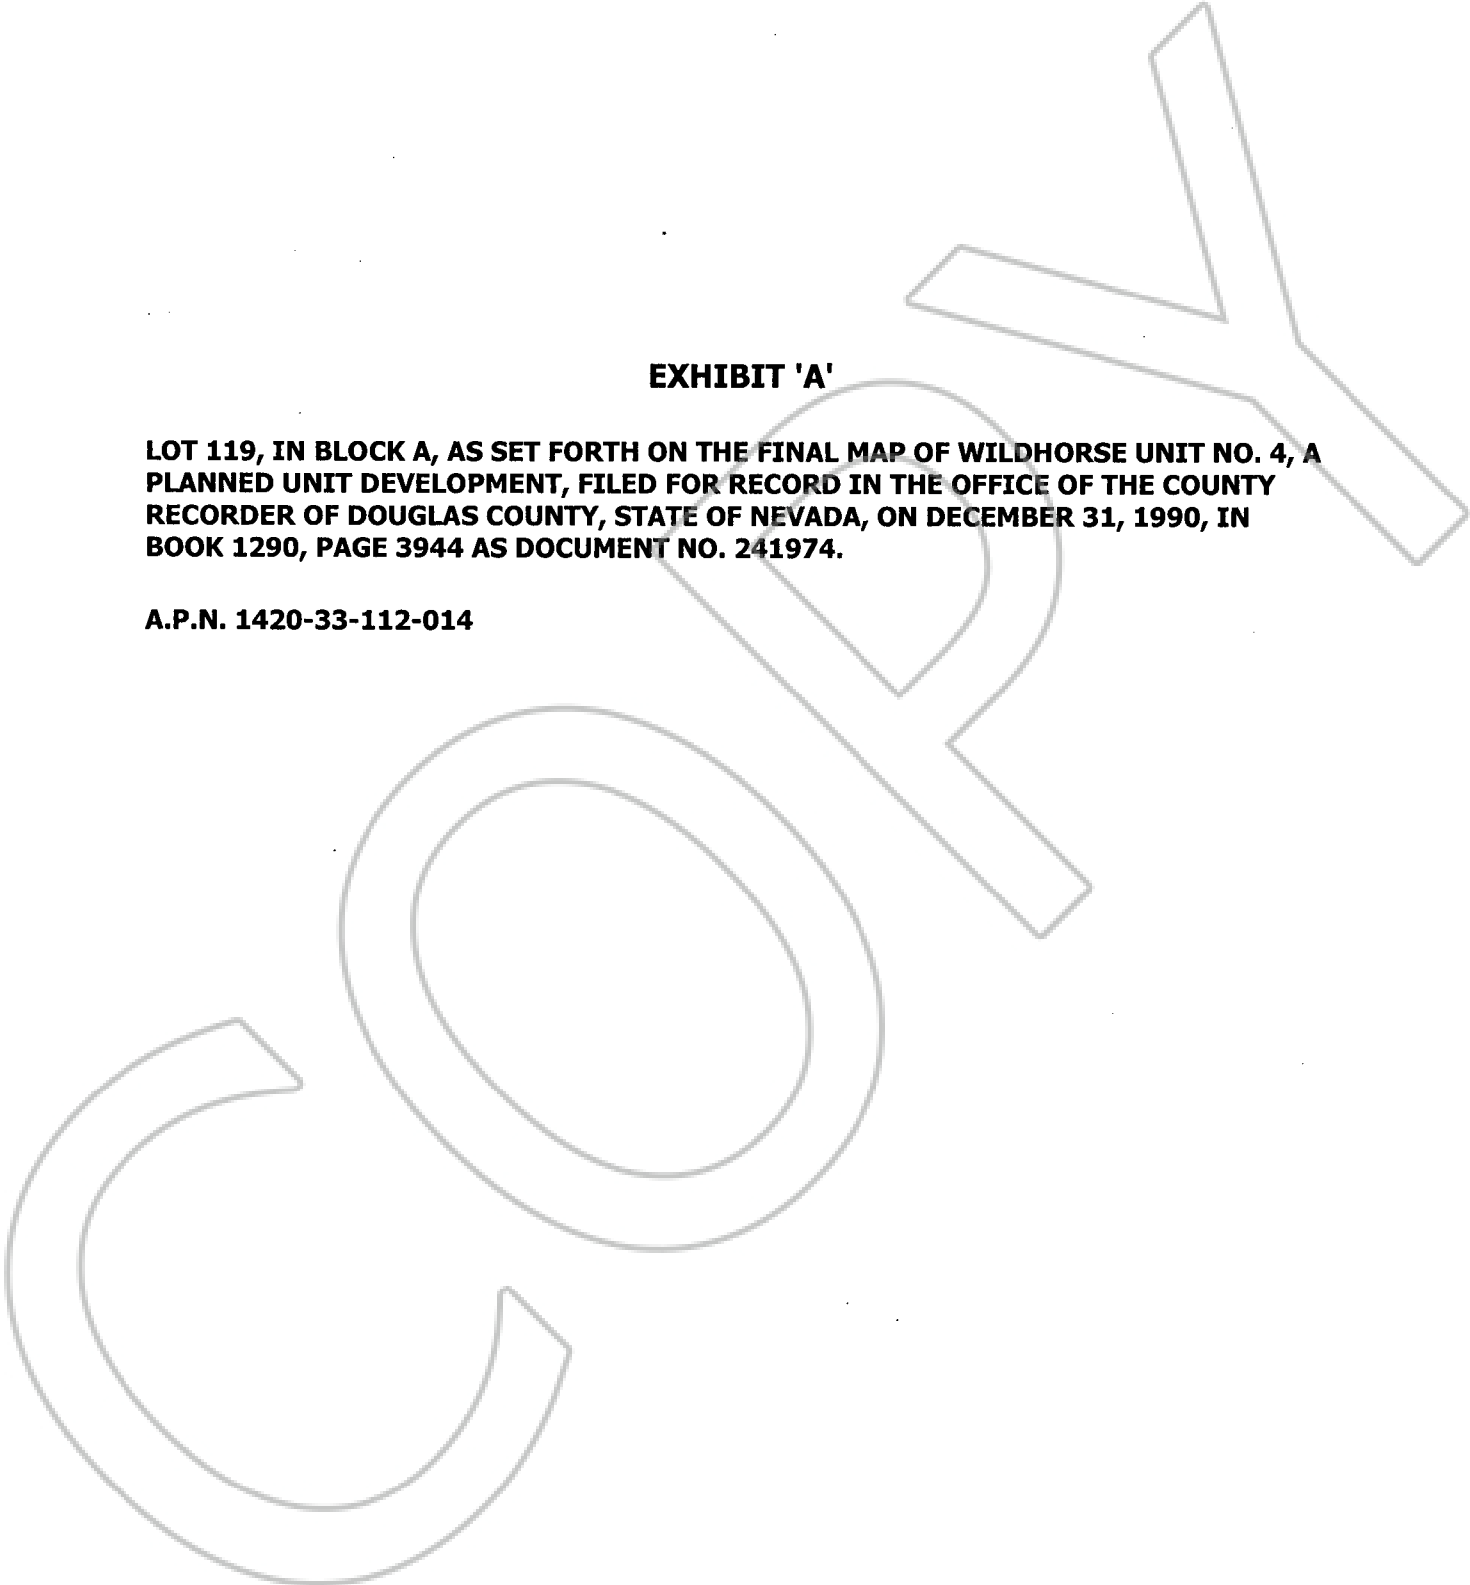 EXHIBIT 'A'
LOT 119, IN BLOCK A, AS SET FORTH ON THE FINAL MAP OF WILDHORSE UNIT NO. 4, A
PLANNED UNIT DEVELOPMENT, FILED FOR RECORD IN THE OFFICE OF THE COUNTY
RECORDER OF DOUGLAS COUNTY, STATE OF NEVADA, ON DECEMBER 31, 1990, IN
BOOK 1290, PAGE 3944 AS DOCUMENT NO. 241974.
A.P.N. 1420-33-112-014
COPY